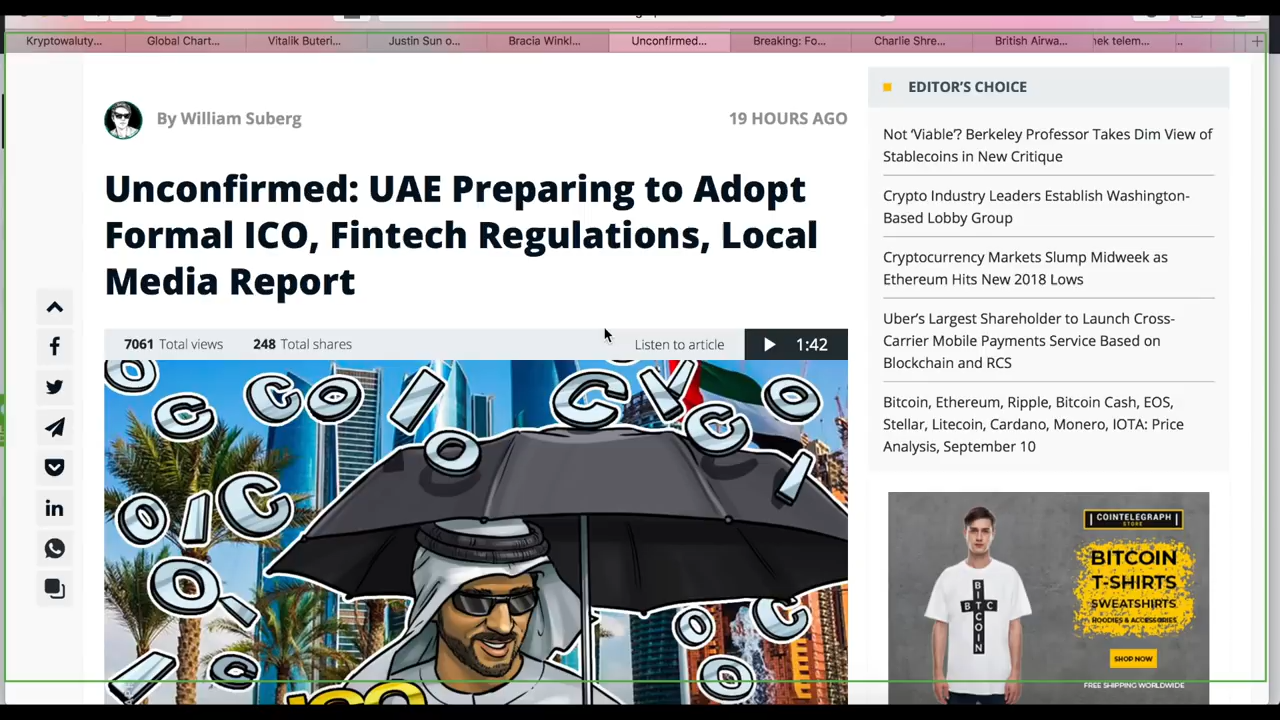 Kryptowaluty...
Global Chart...
Vitalik Buteri...
Justin Sun o...
Bracia Winkl...
Unconfirmed...
Breaking: Fo...
Charlie Shre...
British Airwa...
nek telem...
By William Suberg
19 HOURS AGO
Unconfirmed: UAE Preparing to Adopt
Formal ICO, Fintech Regulations, Local
Media Report
7061 Total views
248 Total shares
Listen to article
1:42
ICO
EDITOR'S CHOICE
Not ‘Viable’? Berkeley Professor Takes Dim View of
Stablecoins in New Critique
Crypto Industry Leaders Establish Washington-
Based Lobby Group
Cryptocurrency Markets Slump Midweek as
Ethereum Hits New 2018 Lows
Uber’s Largest Shareholder to Launch Cross-
Carrier Mobile Payments Service Based on
Blockchain and RCS
Bitcoin, Ethereum, Ripple, Bitcoin Cash, EOS,
Stellar, Litecoin, Cardano, Monero, IOTA: Price
Analysis, September 10
COINTELEGRAPH
STORE
BITCOIN
T-SHIRTS
SWEATSHIRTS
HOODIES & ACCESSORIES
SHOP NOW
FREE SHIPPING WORLDWIDE
BITCOIN
BTC